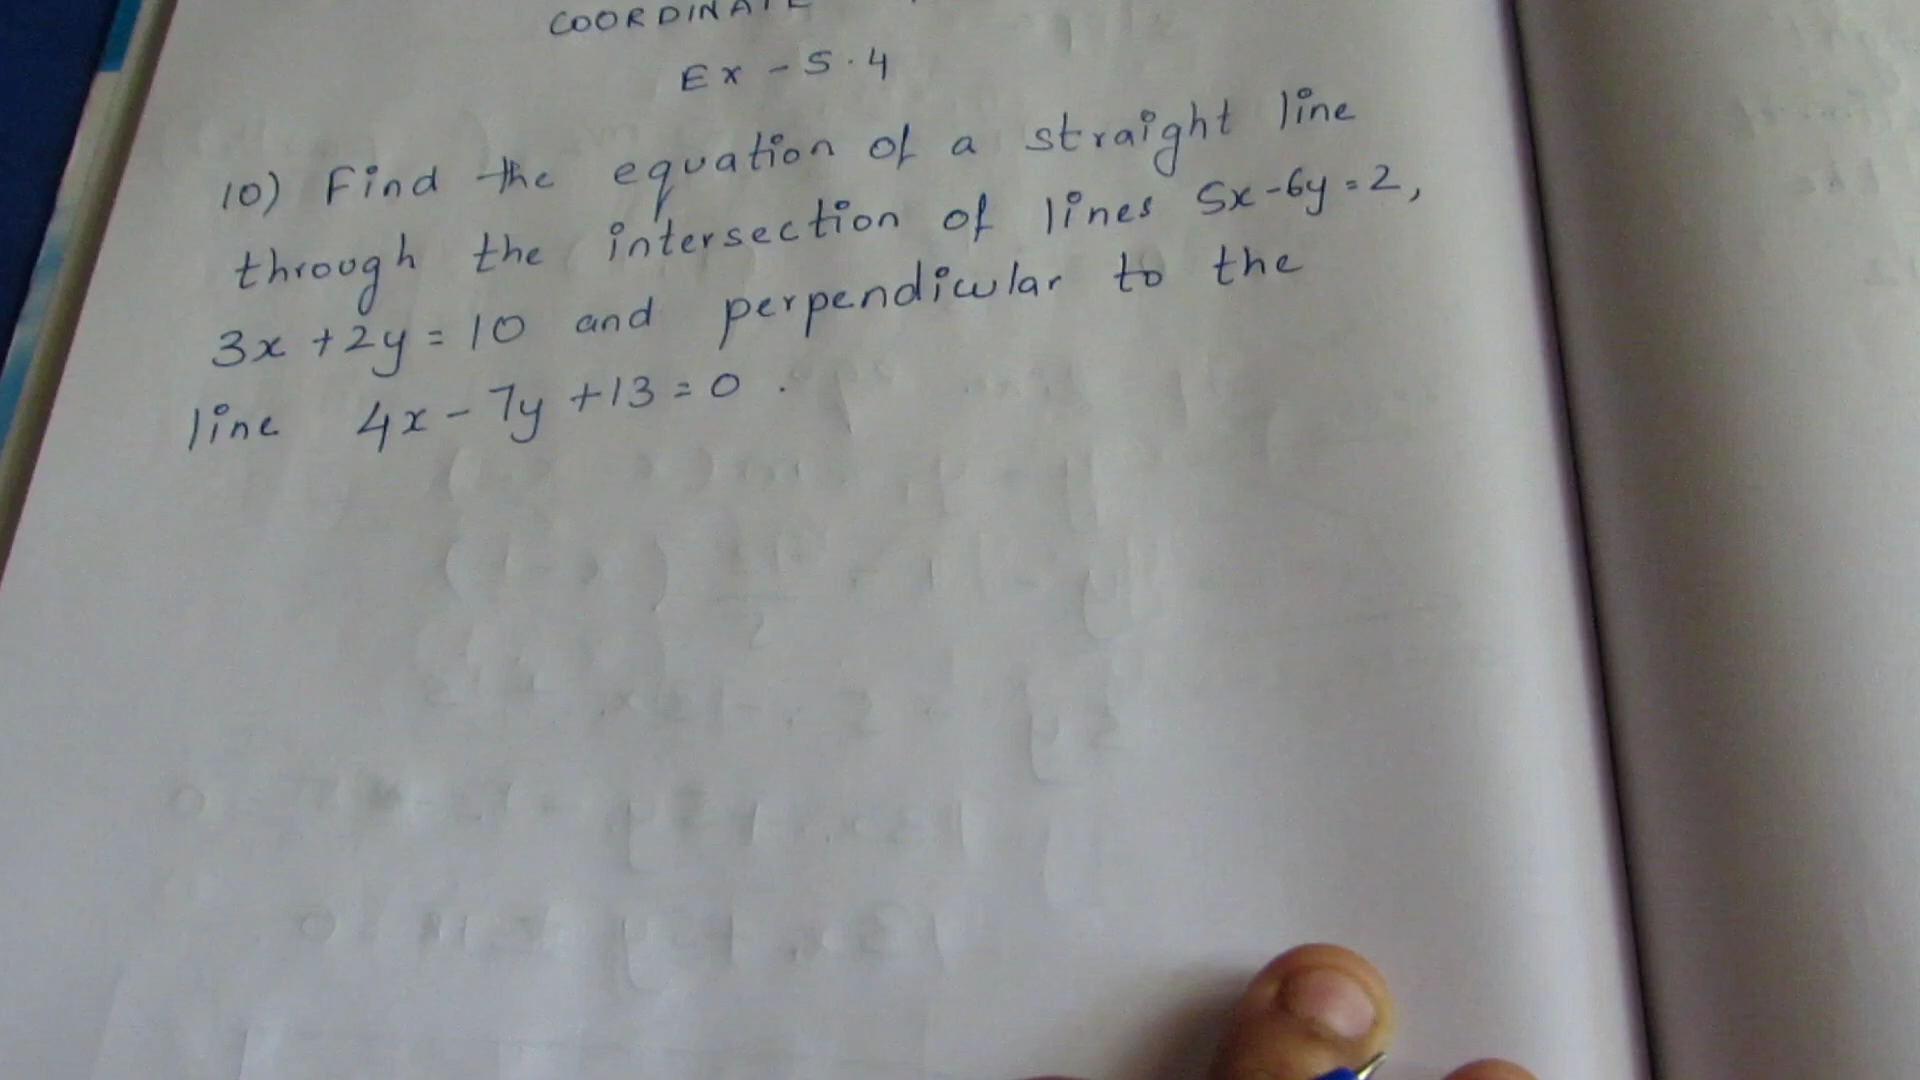 COORDINATE
Ex - 5.4
10) Find the equation of a straight line
through the intersection of lines 5x-6y=2,
3x+2y=10 and perpendicular to the
line 4x-7y+13=0.